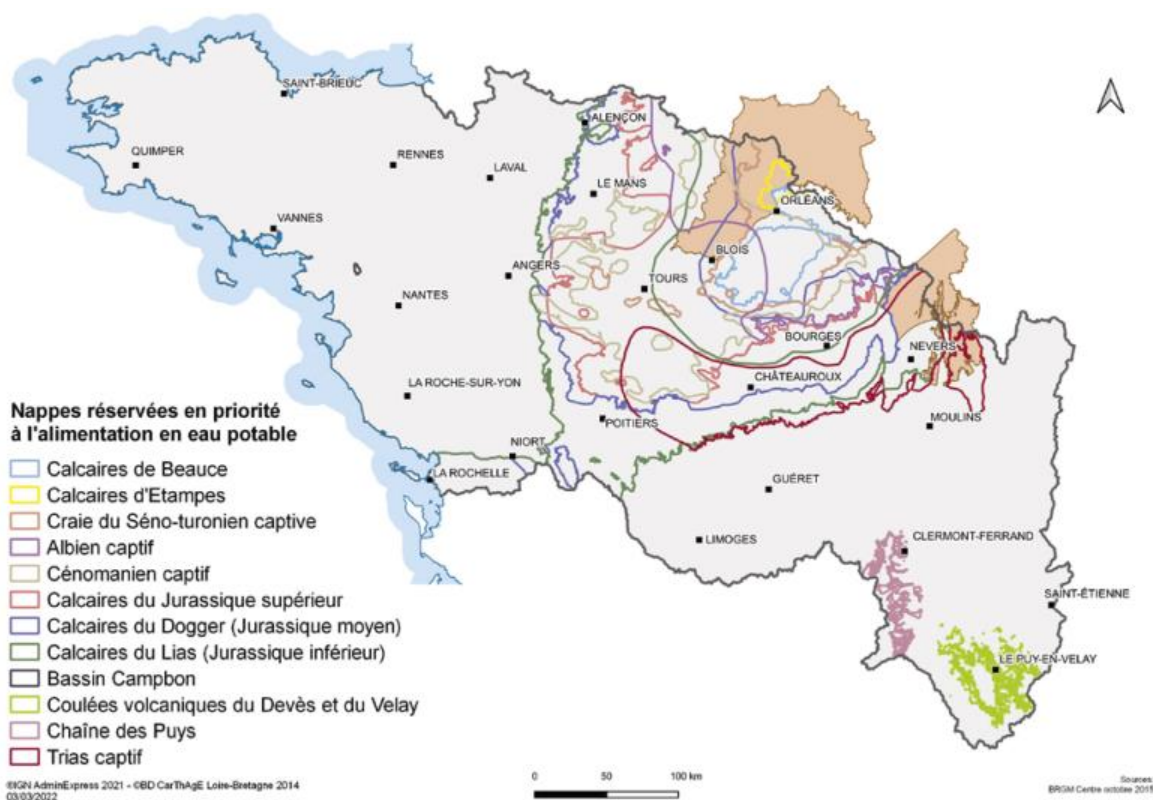 SAINT-BRIEUC
ALENÇON
QUIMPER
RENNES
LAVAL
LE MANS
ORLÉANS
VANNES
BLOIS
ANGERS
TOURS
NANTES
BOURGES
NEVERS
CHÂTEAUROUX
LA ROCHE-SUR-YON
MOULINS
POITIERS
NIORT
LA ROCHELLE
GUÉRET
LIMOGES
CLERMONT-FERRAND
SAINT-ÉTIENNE
LE PUY-EN-VELAY
Nappes réservées en priorité
à l'alimentation en eau potable
Calcaires de Beauce
Calcaires d'Etampes
Craie du Séno-turonien captive
Albien captif
Cénomanien captif
Calcaires du Jurassique supérieur
Calcaires du Dogger (Jurassique moyen)
Calcaires du Lias (Jurassique inférieur)
Bassin Campbon
Coulées volcaniques du Devès et du Velay
Chaîne des Puys
Trias captif
©IGN AdminExpress 2021 - ©BD CarThAgE Loire-Bretagne 2014
03/03/2022
0 50 100 km
Sources:
BRGM Centre octobre 2015